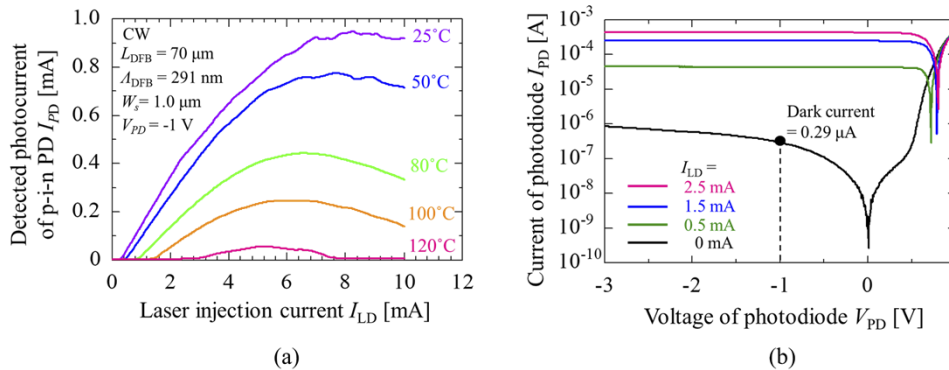 (a)
1.0
0.8
0.6
0.4
0.2
0
0 2 4 6 8 10 12
Detected photocurrent
of p-i-n PD I_PD [mA]
Laser injection current I_LD [mA]
CW
L_DFB = 70 μm
Λ_DFB = 291 nm
W_s = 1.0 μm
V_PD = -1 V
25˚C
50˚C
80˚C
100˚C
120˚C
(a)
(b)
10⁻³
10⁻⁴
10⁻⁵
10⁻⁶
10⁻⁷
10⁻⁸
10⁻⁹
10⁻¹⁰
-3 -2 -1 0 1
Current of photodiode I_PD [A]
Voltage of photodiode V_PD [V]
Dark current
= 0.29 μA
I_LD =
2.5 mA
1.5 mA
0.5 mA
0 mA
(b)